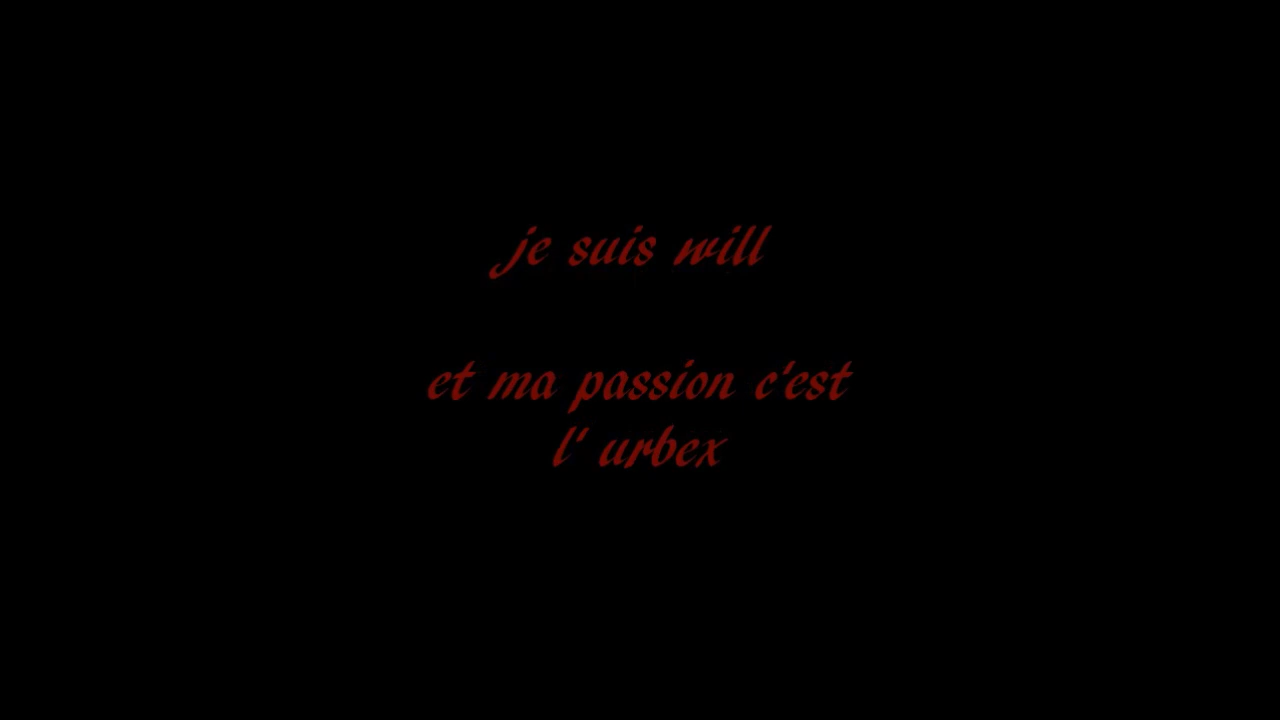 je suis will
et ma passion c'est
l' urbex